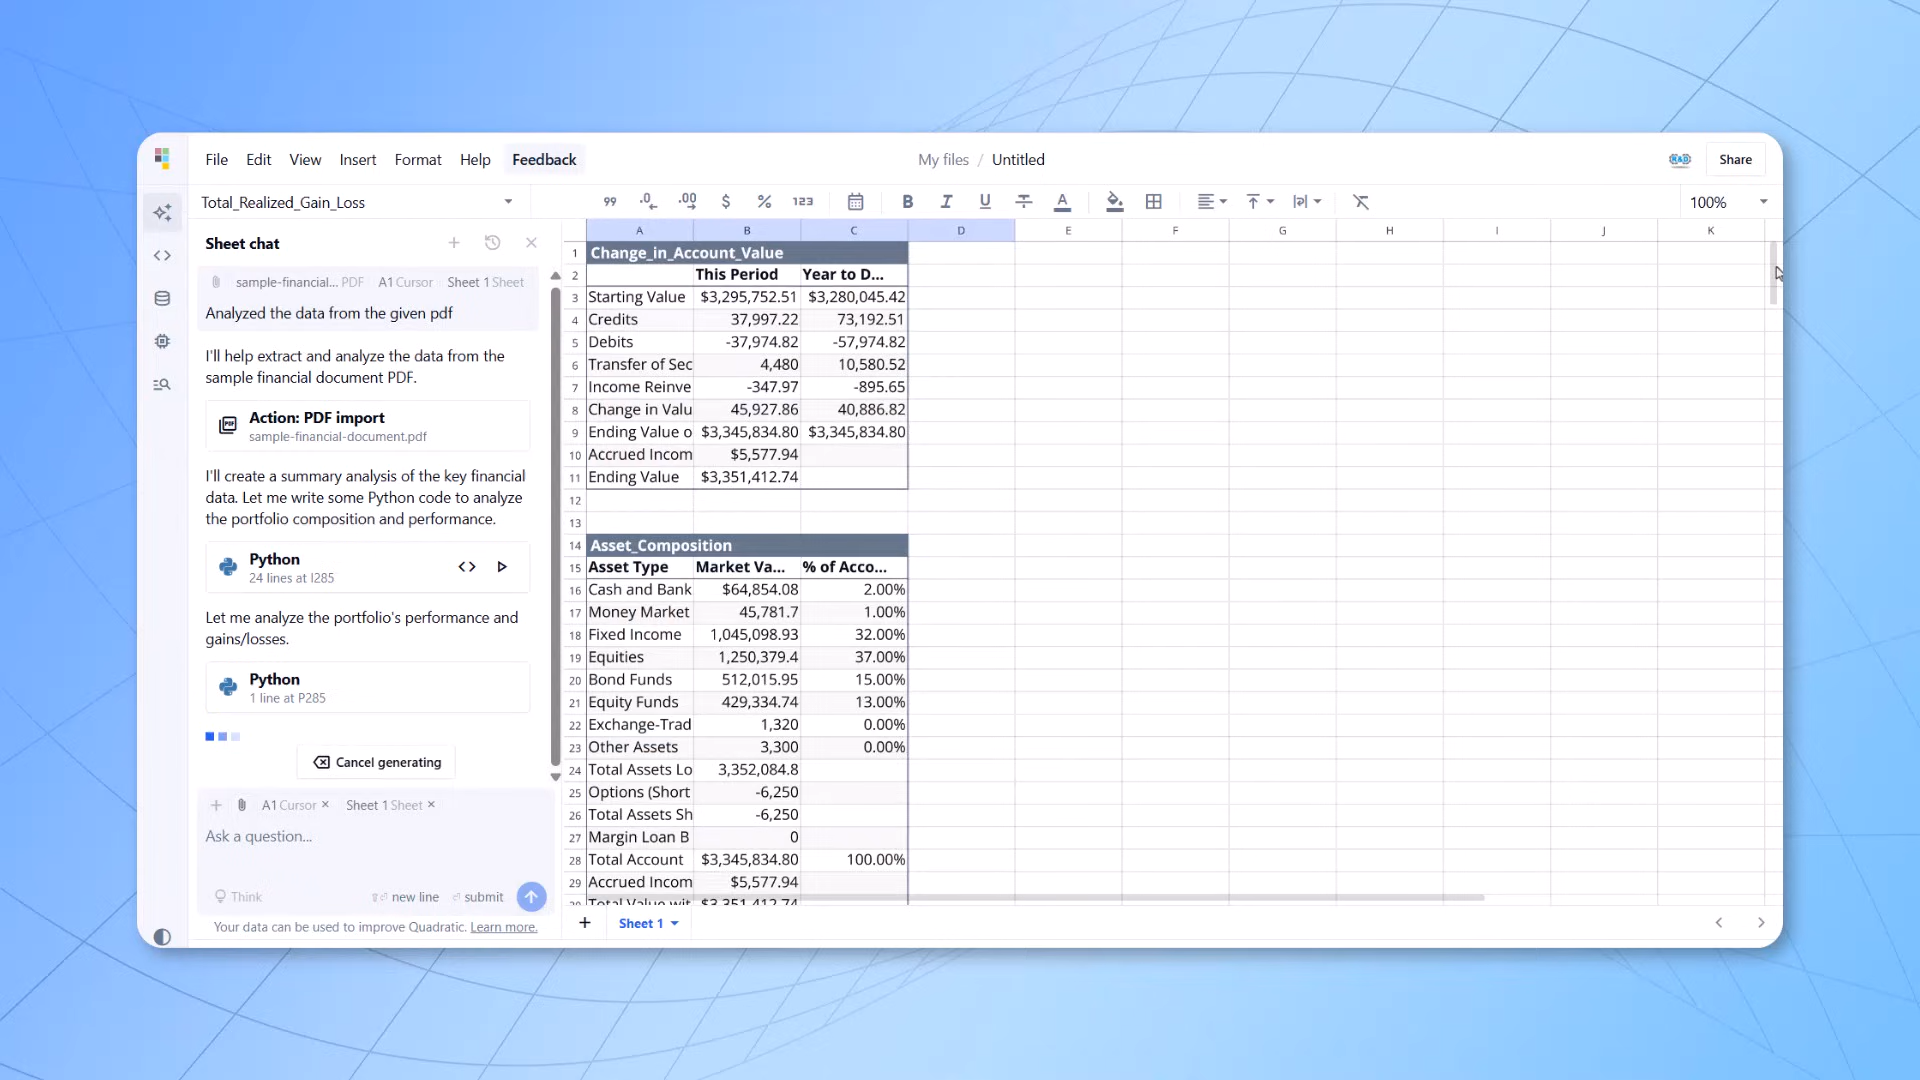 File Edit View Insert Format Help Feedback My files / Untitled R&D Share
Total_Realized_Gain_Loss 99 .0 .00 $ % 123 B I U A 100%
Sheet chat
sample-financial... PDF A1 Cursor Sheet 1 Sheet
Analyzed the data from the given pdf
I'll help extract and analyze the data from the
sample financial document PDF.
PDF Action: PDF import
sample-financial-document.pdf
I'll create a summary analysis of the key financial
data. Let me write some Python code to analyze
the portfolio composition and performance.
Python
24 lines at I285
Let me analyze the portfolio's performance and
gains/losses.
Python
1 line at P285
Cancel generating
A1 Cursor × Sheet 1 Sheet ×
Ask a question...
Think new line submit
Your data can be used to improve Quadratic. Learn more.
A B C D E F G H I J K
1 Change_in_Account_Value
2 This Period Year to D...
3 Starting Value $3,295,752.51 $3,280,045.42
4 Credits 37,997.22 73,192.51
5 Debits -37,974.82 -57,974.82
6 Transfer of Sec 4,480 10,580.52
7 Income Reinve -347.97 -895.65
8 Change in Valu 45,927.86 40,886.82
9 Ending Value o $3,345,834.80 $3,345,834.80
10 Accrued Incom $5,577.94
11 Ending Value $3,351,412.74
12
13
14 Asset_Composition
15 Asset Type Market Va... % of Acco...
16 Cash and Bank $64,854.08 2.00%
17 Money Market 45,781.7 1.00%
18 Fixed Income 1,045,098.93 32.00%
19 Equities 1,250,379.4 37.00%
20 Bond Funds 512,015.95 15.00%
21 Equity Funds 429,334.74 13.00%
22 Exchange-Trad 1,320 0.00%
23 Other Assets 3,300 0.00%
24 Total Assets Lo 3,352,084.8
25 Options (Short -6,250
26 Total Assets Sh -6,250
27 Margin Loan B 0
28 Total Account $3,345,834.80 100.00%
29 Accrued Incom $5,577.94
30 Total Value wit $3,351,412.74
+ Sheet 1